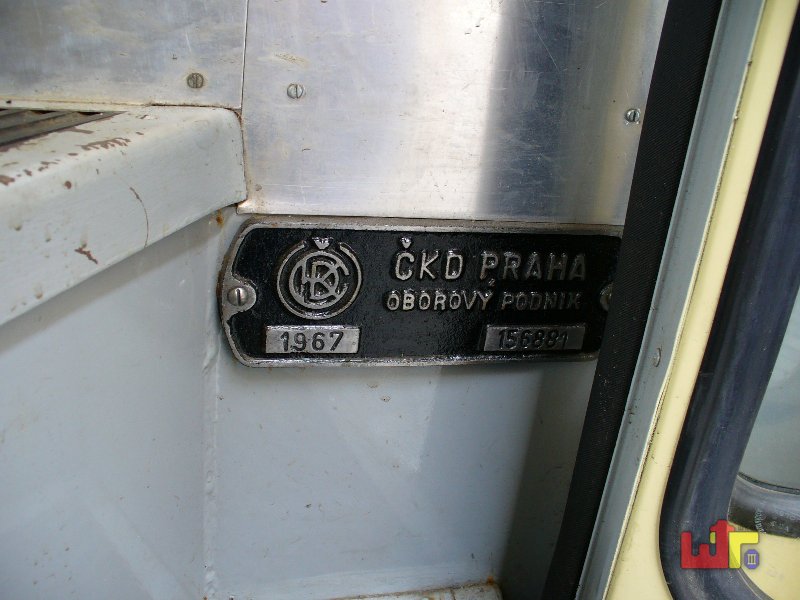 ČKD PRAHA
OBOROVÝ PODNIK
1967 156881